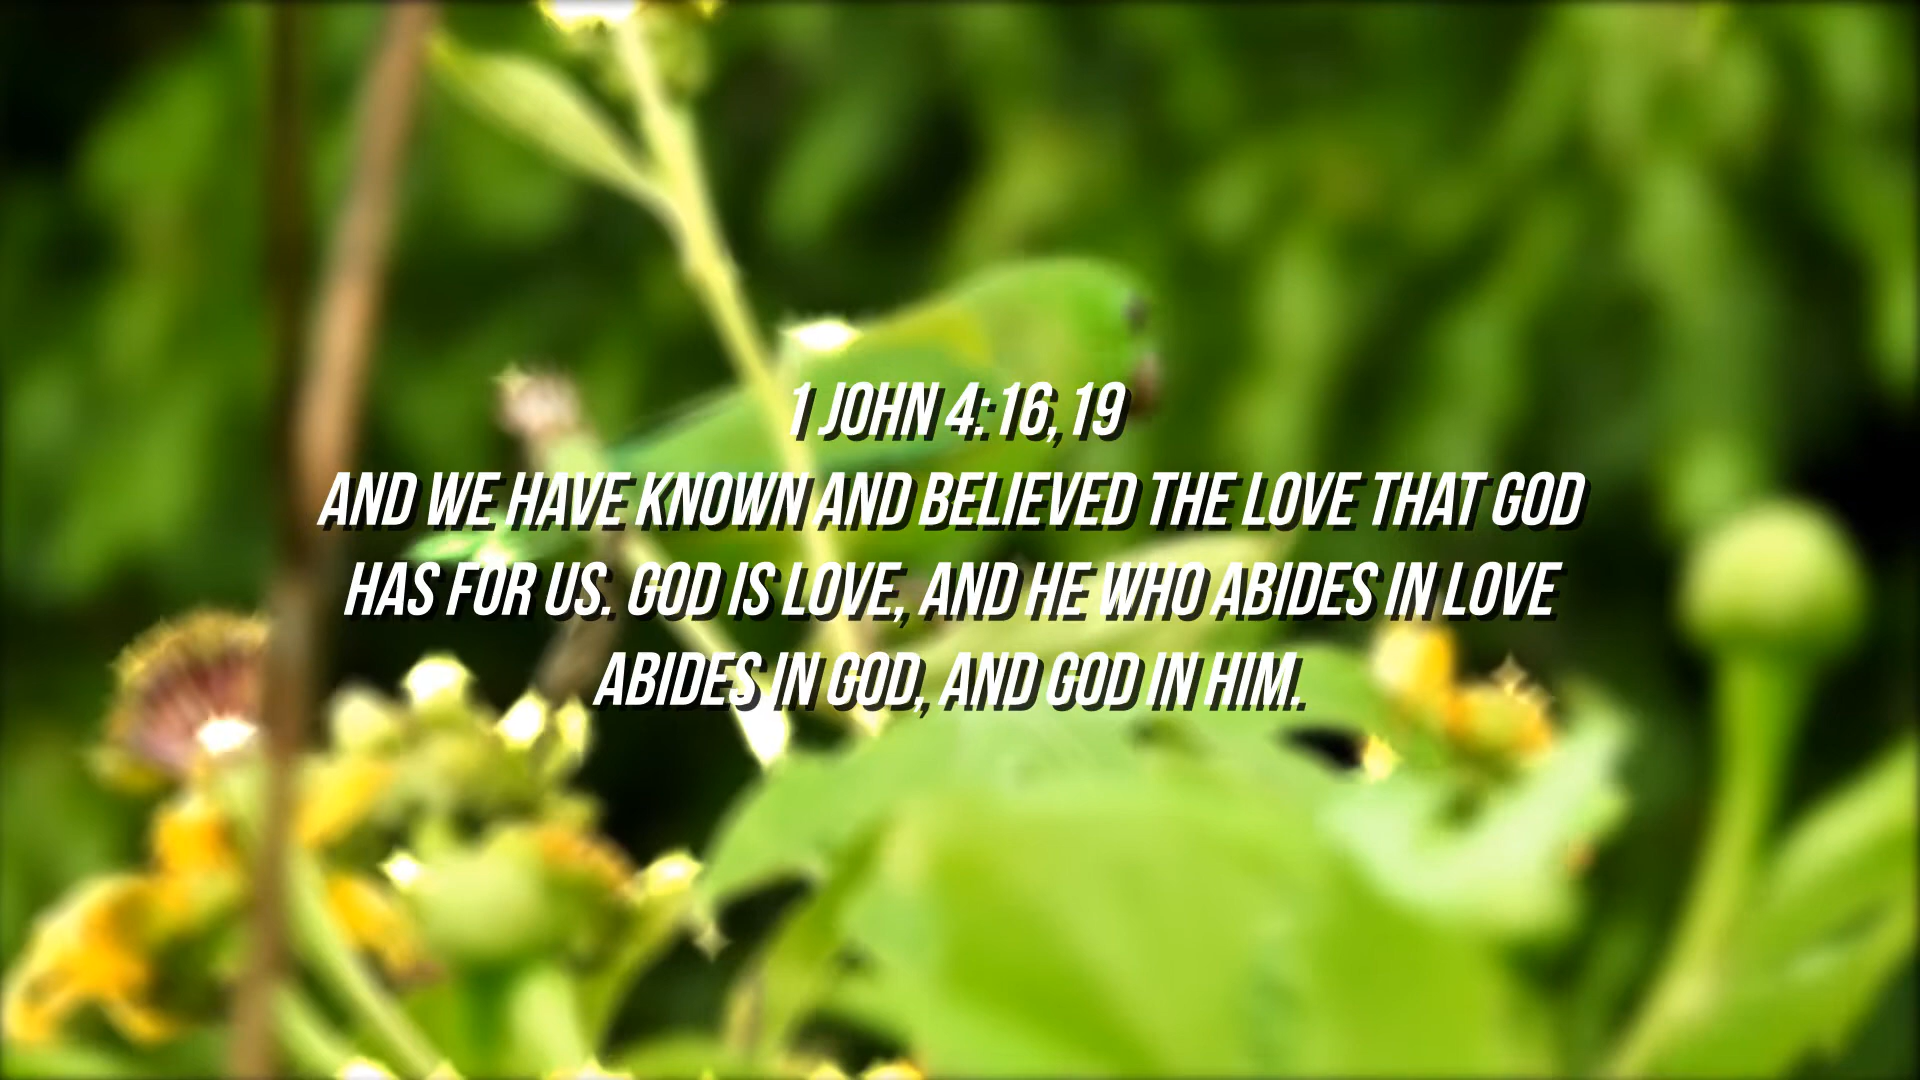 1 JOHN 4:16,19
AND WE HAVE KNOWN AND BELIEVED THE LOVE THAT GOD
HAS FOR US. GOD IS LOVE, AND HE WHO ABIDES IN LOVE
ABIDES IN GOD, AND GOD IN HIM.